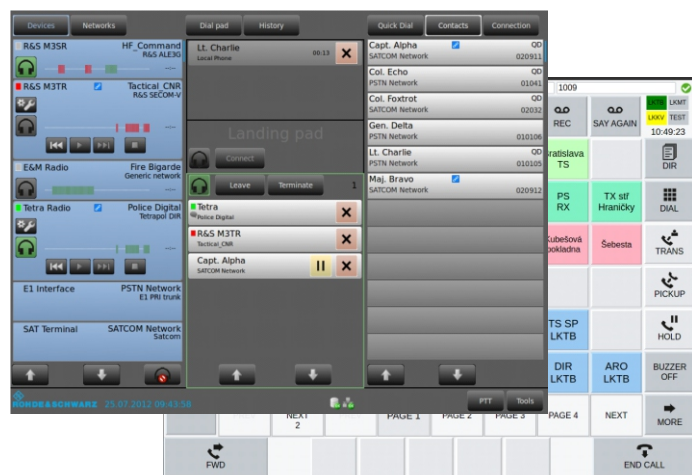 Devices
Networks
R&S M3SR
HF_Command
R&S ALE3G
--:--
R&S M3TR
Tactical_CNR
R&S SECOM-V
--:--
E&M Radio
Fire Bigarde
Generic network
--:--
Tetra Radio
Police Digital
Tetrapol DIR
--:--
E1 Interface
PSTN Network
E1 PRI trunk
SAT Terminal
SATCOM Network
Satcom
ROHDE&SCHWARZ 25.07.2012 09:43:58
Dial pad
History
Lt. Charlie
Local Phone
00:13
Landing pad
Connect
Leave
Terminate
1
Tetra
Police Digital
R&S M3TR
Tactical_CNR
Capt. Alpha
SATCOM Network
Quick Dial
Contacts
Connection
Capt. Alpha
QD
SATCOM Network
020911
Col. Echo
PSTN Network
01041
Col. Foxtrot
QD
SATCOM Network
02032
Gen. Delta
PSTN Network
010106
Lt. Charlie
QD
PSTN Network
010105
Maj. Bravo
SATCOM Network
020912
PTT
Tools
1009
REC
SAY AGAIN
LKTB
LKMT
LKKV
TEST
10:49:23
ratislava
TS
DIR
PS
RX
TX stř
Hraničky
DIAL
Kubešová
pokladna
Šebesta
TRANS
PICKUP
TS SP
LKTB
HOLD
DIR
LKTB
ARO
LKTB
BUZZER
OFF
NEXT
2
PAGE 1
PAGE 2
PAGE 3
PAGE 4
NEXT
MORE
FWD
END CALL